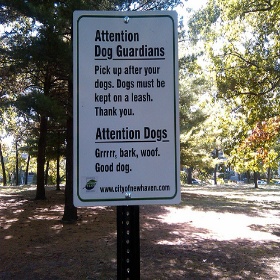 Attention
Dog Guardians
Pick up after your
dogs. Dogs must be
kept on a leash.
Thank you.
Attention Dogs
Grrrrr, bark, woof.
Good dog.
www.cityofnewhaven.com